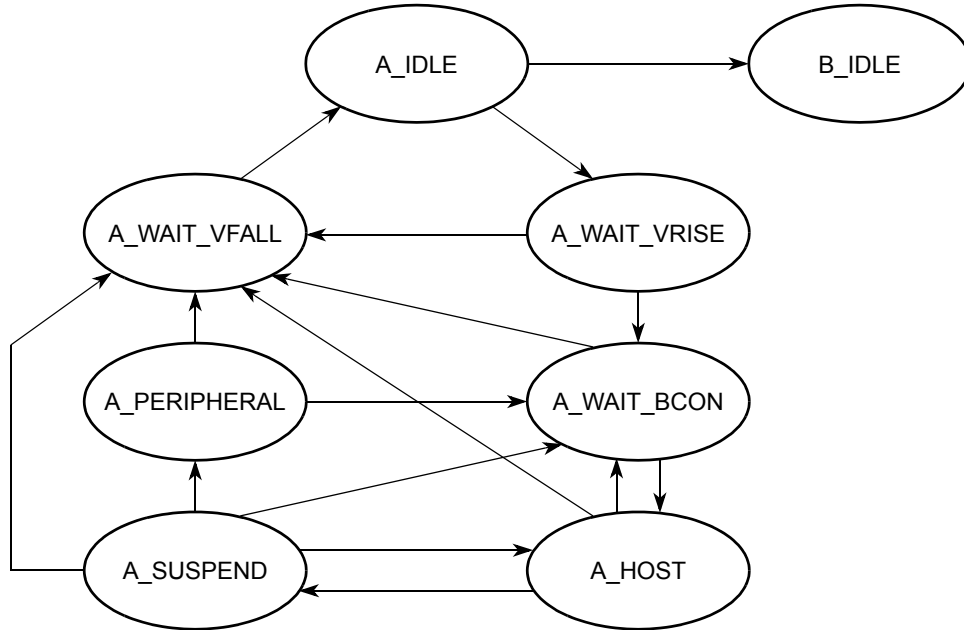 A_IDLE
B_IDLE
A_WAIT_VFALL
A_WAIT_VRISE
A_PERIPHERAL
A_WAIT_BCON
A_SUSPEND
A_HOST